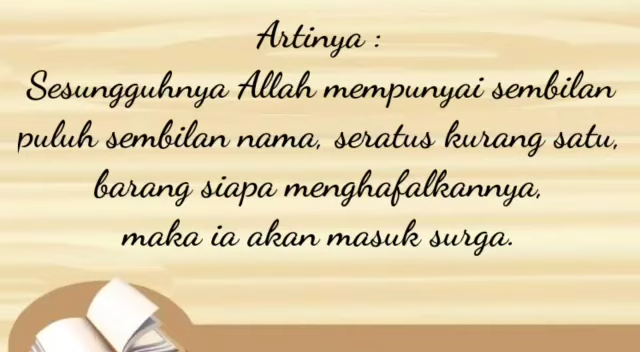 Artinya :
Sesungguhnya Allah mempunyai sembilan
puluh sembilan nama, seratus kurang satu,
barang siapa menghafalkannya,
maka ia akan masuk surga.